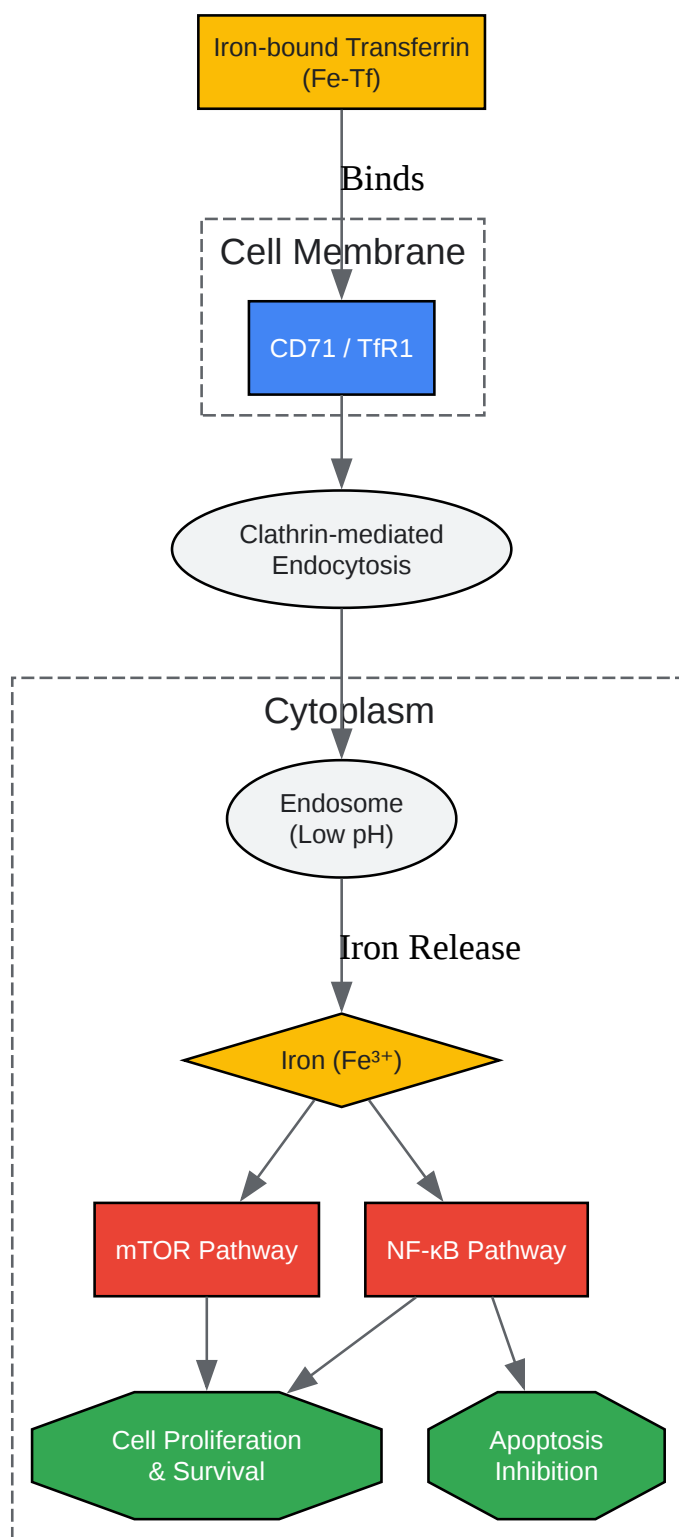 Iron-bound Transferrin
(Fe-Tf)
Binds
Cell Membrane
CD71 / TfR1
Clathrin-mediated
Endocytosis
Cytoplasm
Endosome
(Low pH)
Iron Release
Iron (Fe³⁺)
mTOR Pathway
NF-κB Pathway
Cell Proliferation
& Survival
Apoptosis
Inhibition